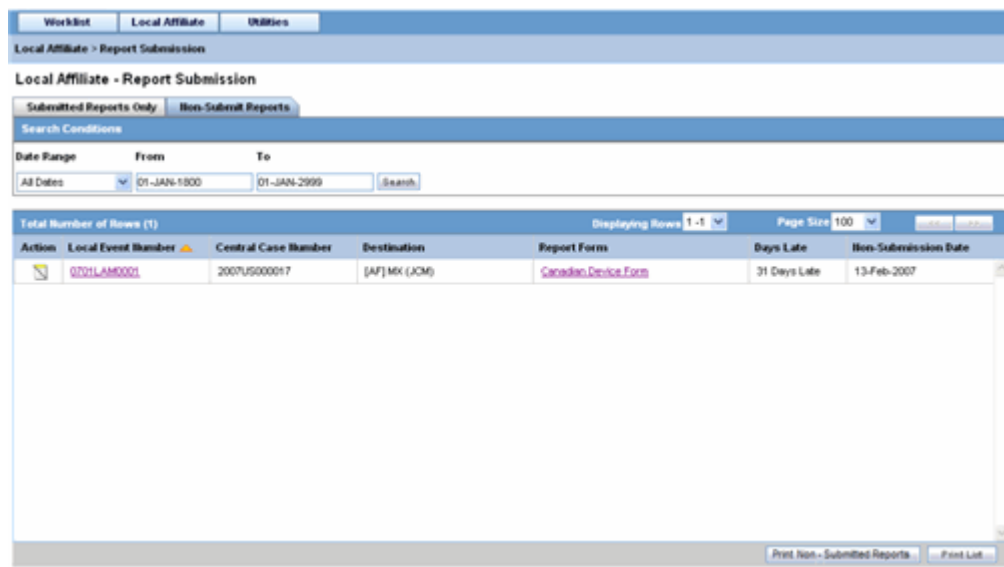 Worklist Local Affiliate Utilities
Local Affiliate > Report Submission
Local Affiliate - Report Submission
Submitted Reports Only Non-Submit Reports
Search Conditions
Date Range From To
All Dates 01-JAN-1800 01-JAN-2999 Search
Total Number of Rows (1) Displaying Rows 1 -1 Page Size 100
Action Local Event Number Central Case Number Destination Report Form Days Late Non-Submission Date
0701LAM0001 2007US000017 [AF] MX (JCM) Canadian Device Form 31 Days Late 13-Feb-2007
Print Non - Submitted Reports Print List